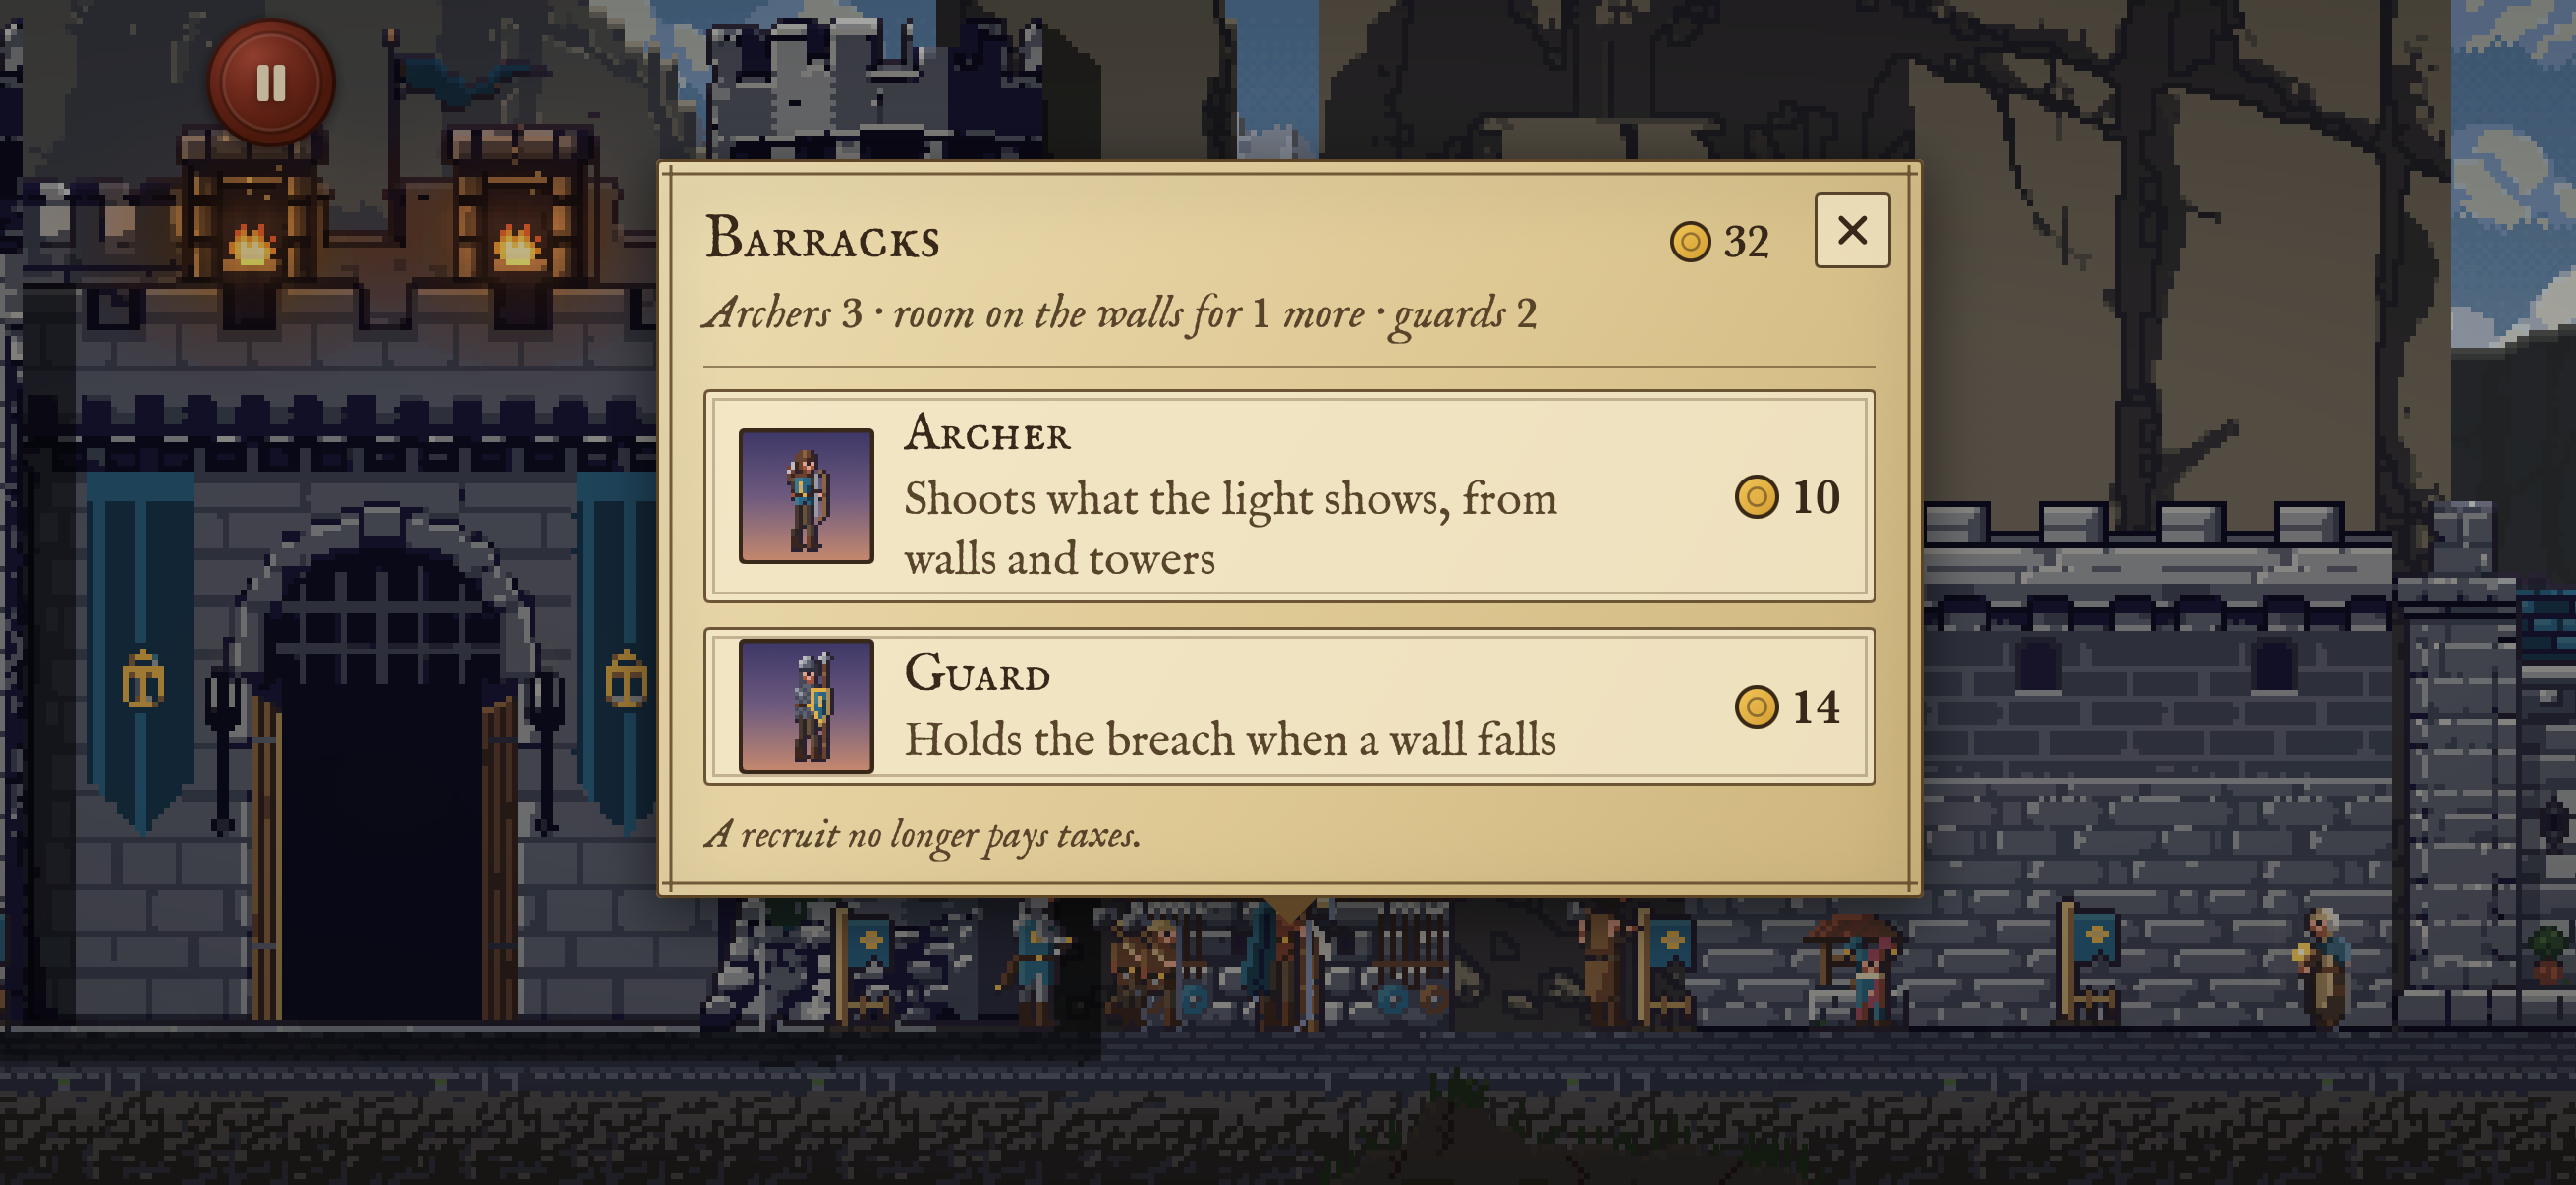 Barracks
32
Archers 3 · room on the walls for 1 more · guards 2
Archer
Shoots what the light shows, from
walls and towers
10
Guard
Holds the breach when a wall falls
14
A recruit no longer pays taxes.